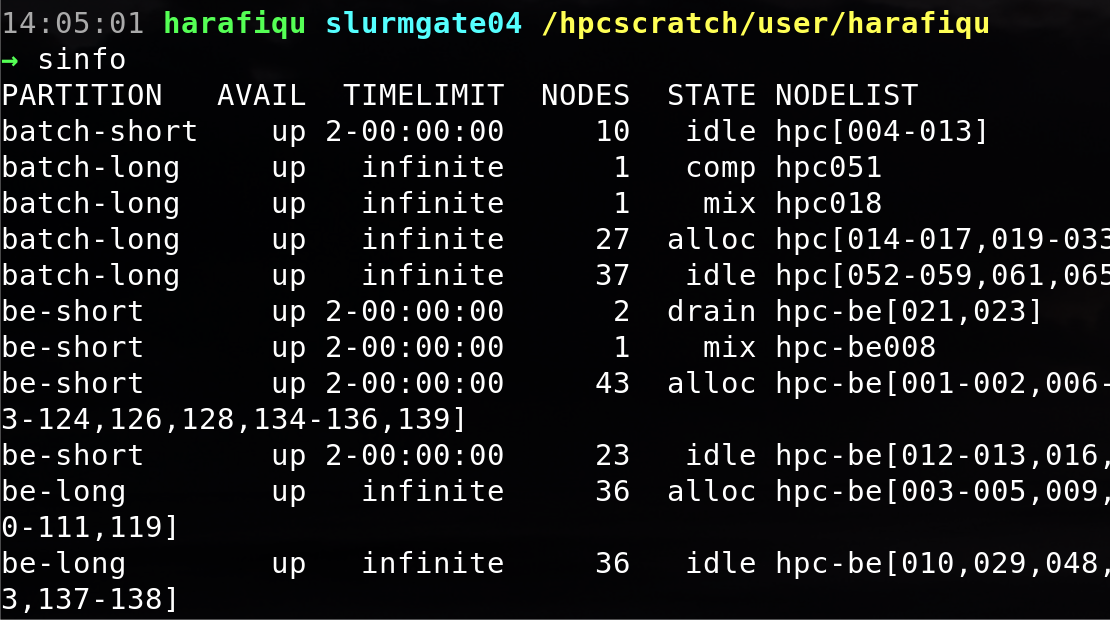 14:05:01 harafiqu slurmgate04 /hpcscratch/user/harafiqu
→ sinfo
PARTITION   AVAIL  TIMELIMIT  NODES  STATE NODELIST
batch-short    up 2-00:00:00     10   idle hpc[004-013]
batch-long     up   infinite      1   comp hpc051
batch-long     up   infinite      1    mix hpc018
batch-long     up   infinite     27  alloc hpc[014-017,019-033
batch-long     up   infinite     37   idle hpc[052-059,061,065
be-short       up 2-00:00:00      2  drain hpc-be[021,023]
be-short       up 2-00:00:00      1    mix hpc-be008
be-short       up 2-00:00:00     43  alloc hpc-be[001-002,006-
3-124,126,128,134-136,139]
be-short       up 2-00:00:00     23   idle hpc-be[012-013,016,
be-long        up   infinite     36  alloc hpc-be[003-005,009,
0-111,119]
be-long        up   infinite     36   idle hpc-be[010,029,048,
3,137-138]